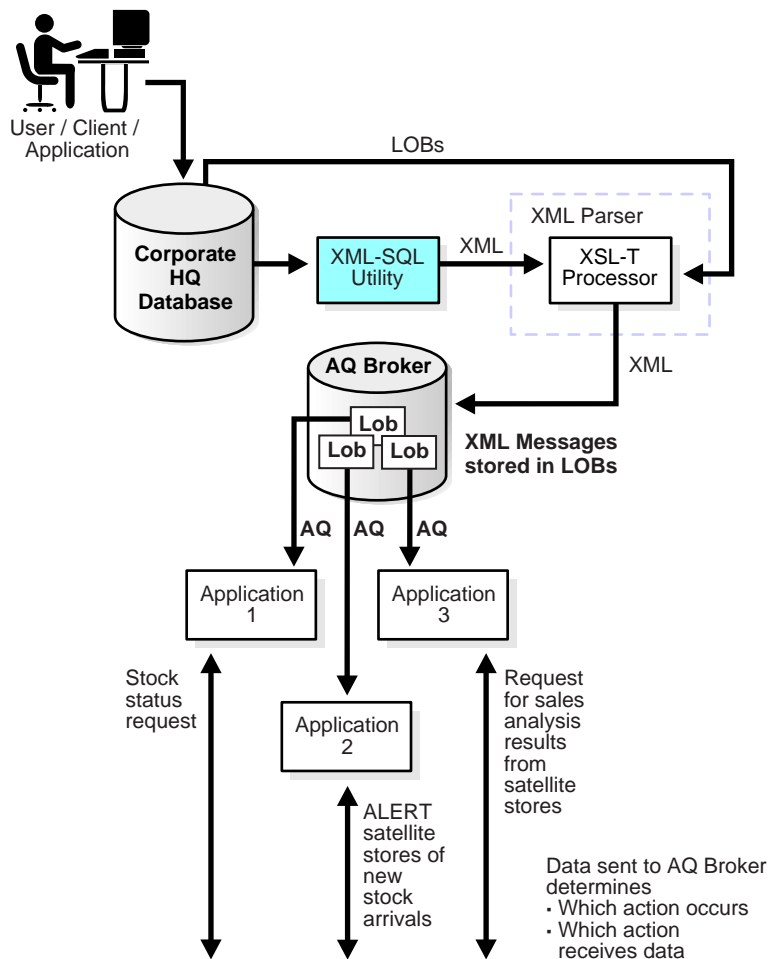 User / Client /
Application
LOBs
XML Parser
Corporate
HQ
Database
XML-SQL
Utility
XML
XSL-T
Processor
XML
AQ Broker
Lob
Lob
Lob
XML Messages
stored in LOBs
AQ
AQ
AQ
Application
1
Application
3
Stock
status
request
Application
2
Request
for sales
analysis
results
from
satellite
stores
ALERT
satellite
stores of
new
stock
arrivals
Data sent to AQ Broker
determines
· Which action occurs
· Which action
receives data